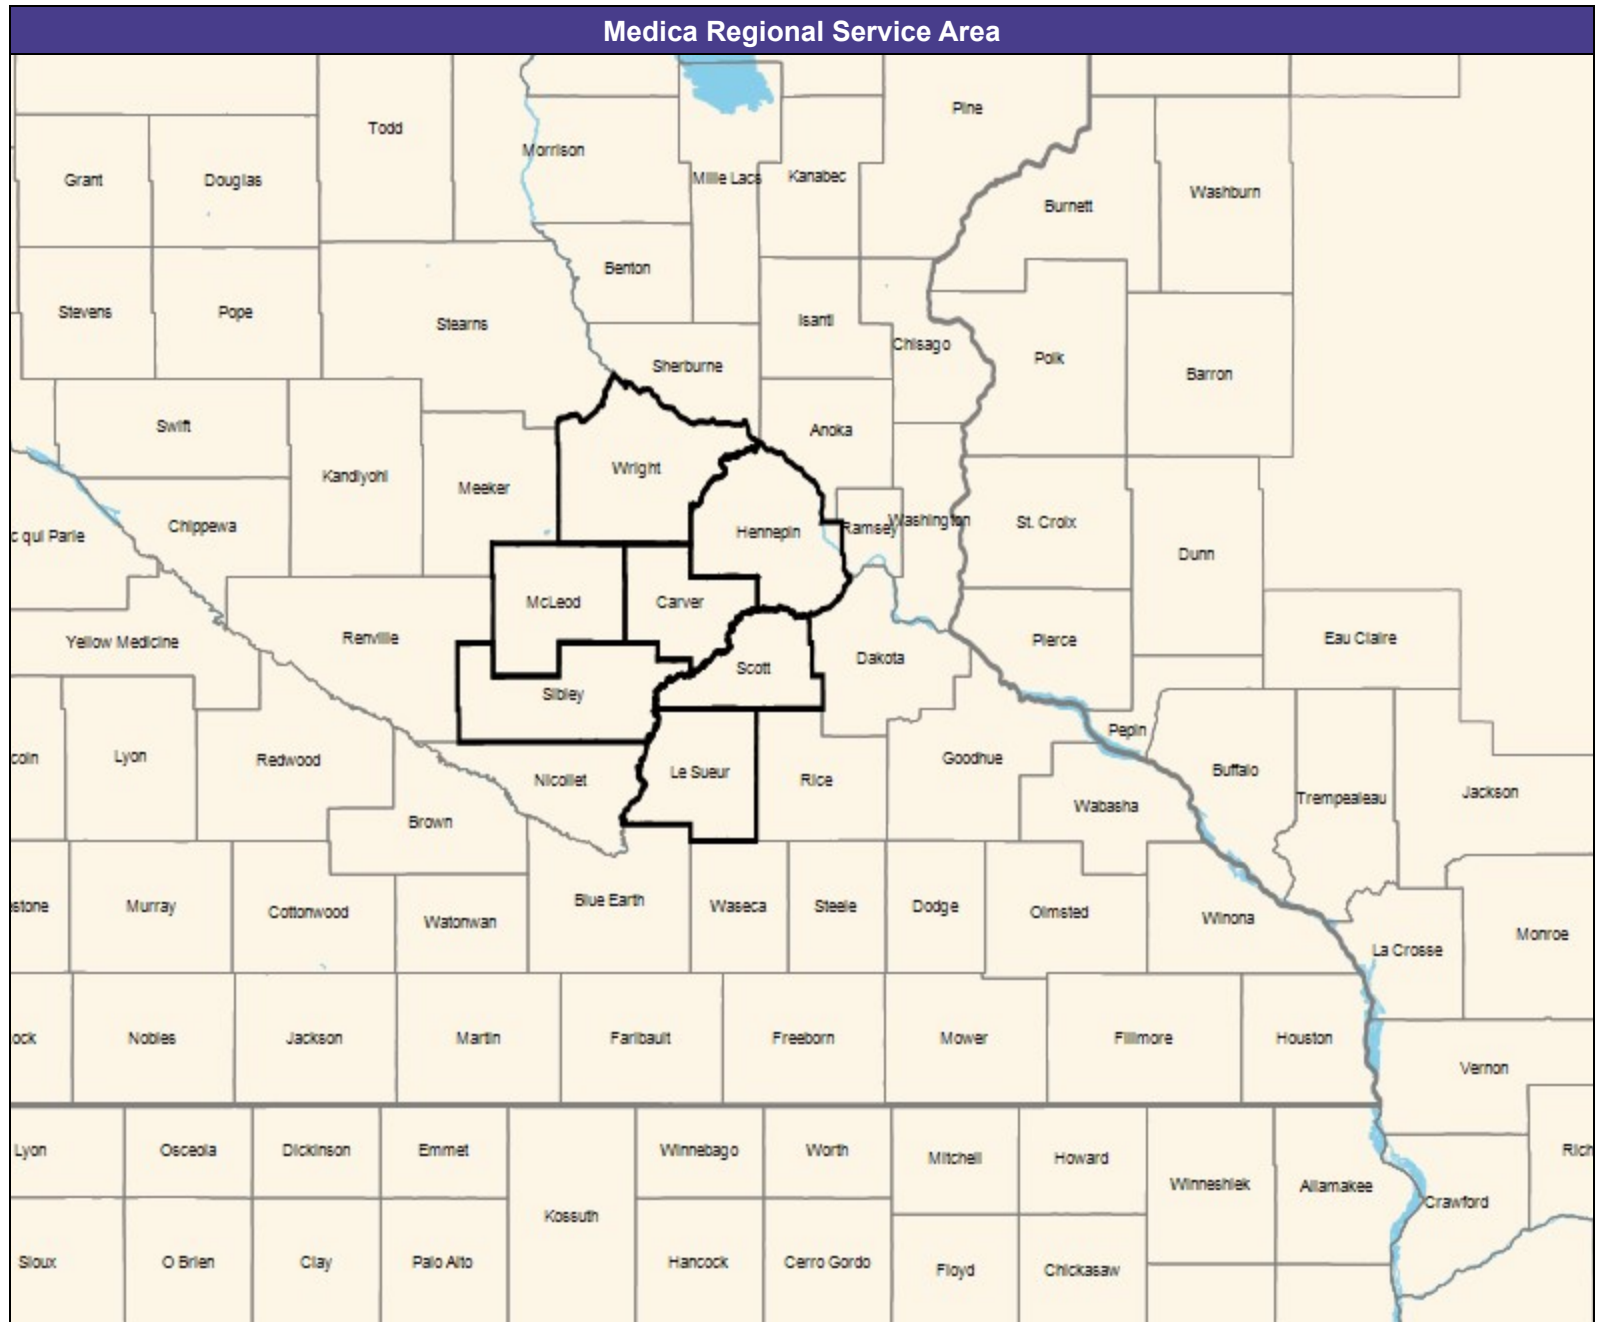 Medica Regional Service Area
Pine
Todd
Morrison
Grant
Douglas
Mille Lacs
Kanabec
Washburn
Burnett
Benton
Stevens
Pope
Stearns
Isanti
Chisago
Polk
Barron
Sherburne
Swift
Anoka
Wright
Kandiyohi
Meeker
Chippewa
Hennepin
Ramsey
Washington
St. Croix
Dunn
c qui Parle
McLeod
Carver
Yellow Medicine
Renville
Pierce
Eau Claire
Scott
Dakota
Sibley
Pepin
coln
Lyon
Redwood
Nicollet
Le Sueur
Rice
Goodhue
Buffalo
Trempealeau
Jackson
Wabasha
Brown
stone
Murray
Cottonwood
Watonwan
Blue Earth
Waseca
Steele
Dodge
Olmsted
Winona
La Crosse
Monroe
ock
Nobles
Jackson
Martin
Faribault
Freeborn
Mower
Fillmore
Houston
Vernon
Lyon
Osceola
Dickinson
Emmet
Winnebago
Worth
Mitchell
Howard
Winneshiek
Allamakee
Rich
Crawford
Kossuth
Sioux
O Brien
Clay
Palo Alto
Hancock
Cerro Gordo
Floyd
Chickasaw